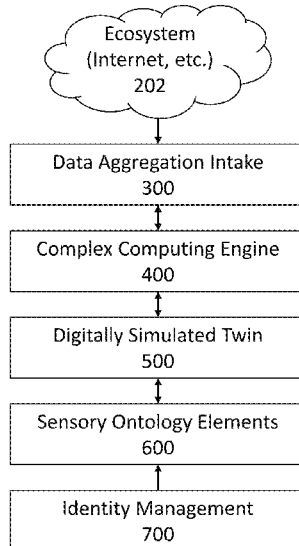 Ecosystem
(Internet, etc.)
202
Data Aggregation Intake
300
Complex Computing Engine
400
Digitally Simulated Twin
500
Sensory Ontology Elements
600
Identity Management
700